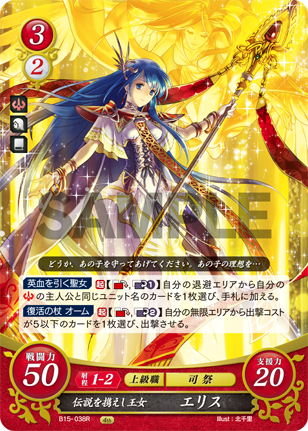 3
2
SAMPLE
どうか、あの子を守ってあげてください。あの子の理想を…
英血を引く聖女 起【、1】自分の退避エリアから自分の
の主人公と同じユニット名のカードを1枚選び、手札に加える。
復活の杖 オーム 起【、2】自分の無限エリアから出撃コスト
が5以下のカードを1枚選び、出撃させる。
戦闘力
50
射程 1-2
上級職
司祭
支援力
20
伝説を携えし王女 エリス
B15-038R
Illust：北千里